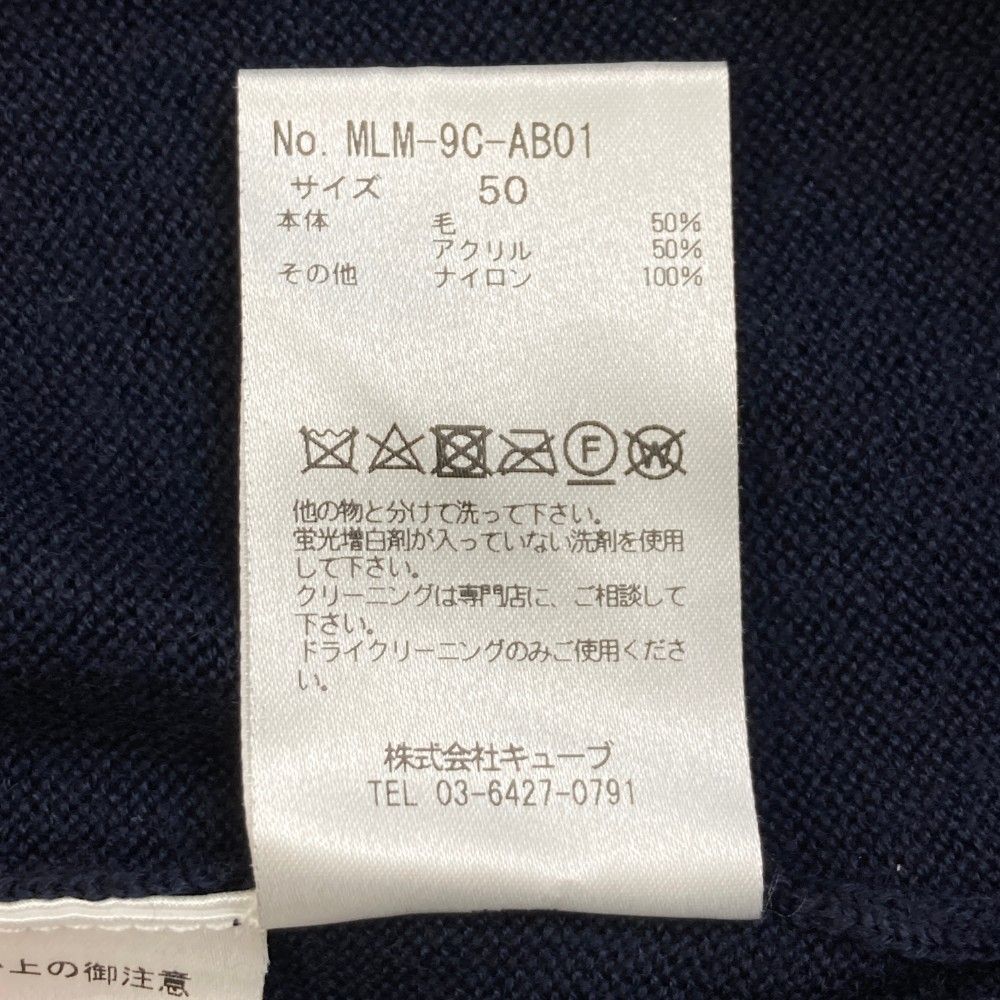 No. MLM-9C-AB01
サイズ 50
本体 毛 50%
アクリル 50%
その他 ナイロン 100%
F W
他の物と分けて洗って下さい。
蛍光増白剤が入っていない洗剤を使用
して下さい。
クリーニングは専門店に、ご相談して
下さい。
ドライクリーニングのみご使用くださ
い。
株式会社キューブ
TEL 03-6427-0791
上の御注意